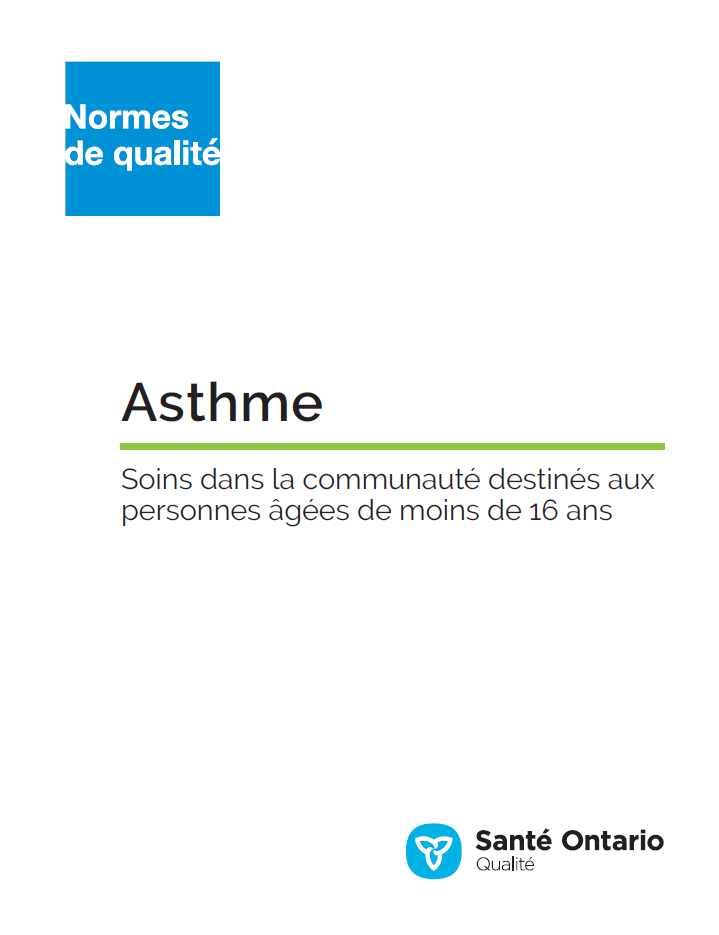 Normes
de qualité
Asthme
Soins dans la communauté destinés aux
personnes âgées de moins de 16 ans
Santé Ontario
Qualité